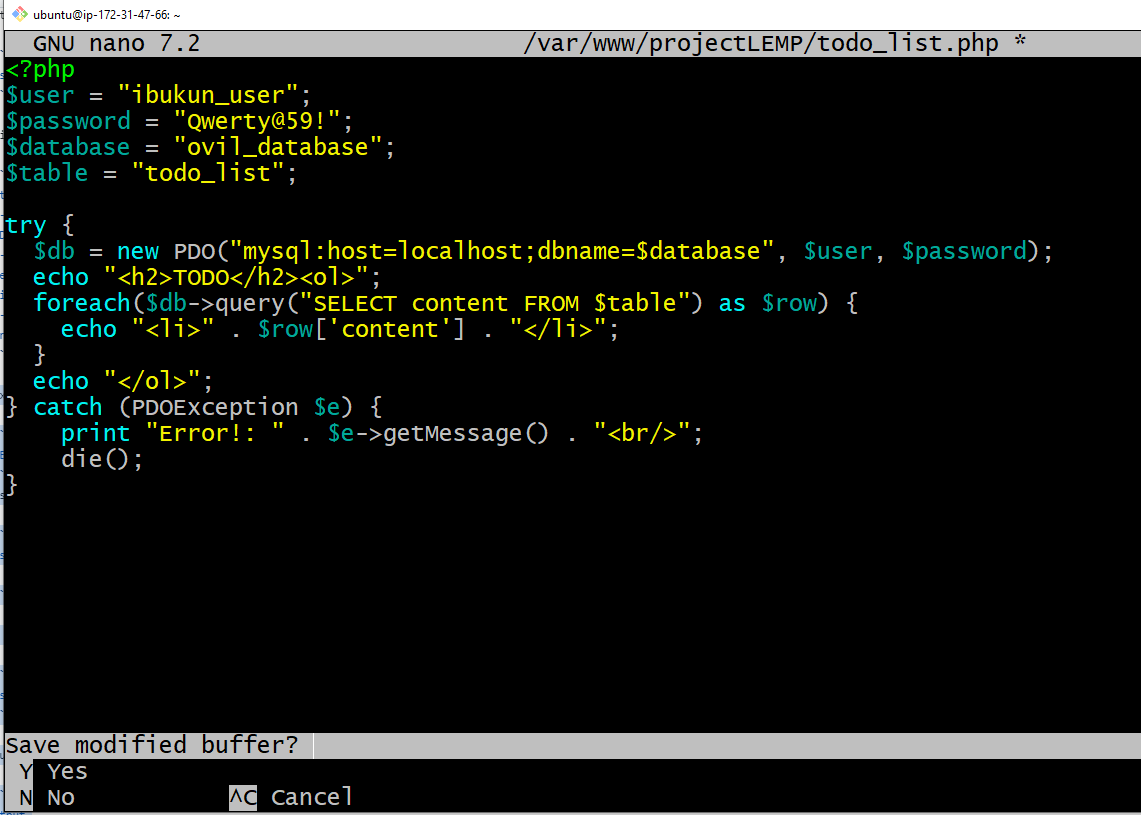 ubuntu@ip-172-31-47-66: ~
GNU nano 7.2 /var/www/projectLEMP/todo_list.php *
<?php
$user = "ibukun_user";
$password = "Qwerty@59!";
$database = "ovil_database";
$table = "todo_list";

try {
  $db = new PDO("mysql:host=localhost;dbname=$database", $user, $password);
  echo "<h2>TODO</h2><ol>";
  foreach($db->query("SELECT content FROM $table") as $row) {
    echo "<li>" . $row['content'] . "</li>";
  }
  echo "</ol>";
} catch (PDOException $e) {
    print "Error!: " . $e->getMessage() . "<br/>";
    die();
}
Save modified buffer?
Y Yes
N No ^C Cancel